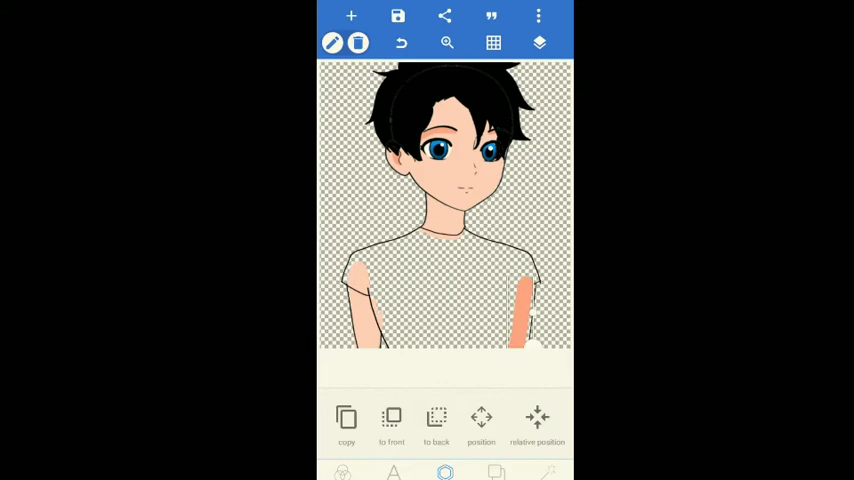 copy
to front
to back
position
relative position